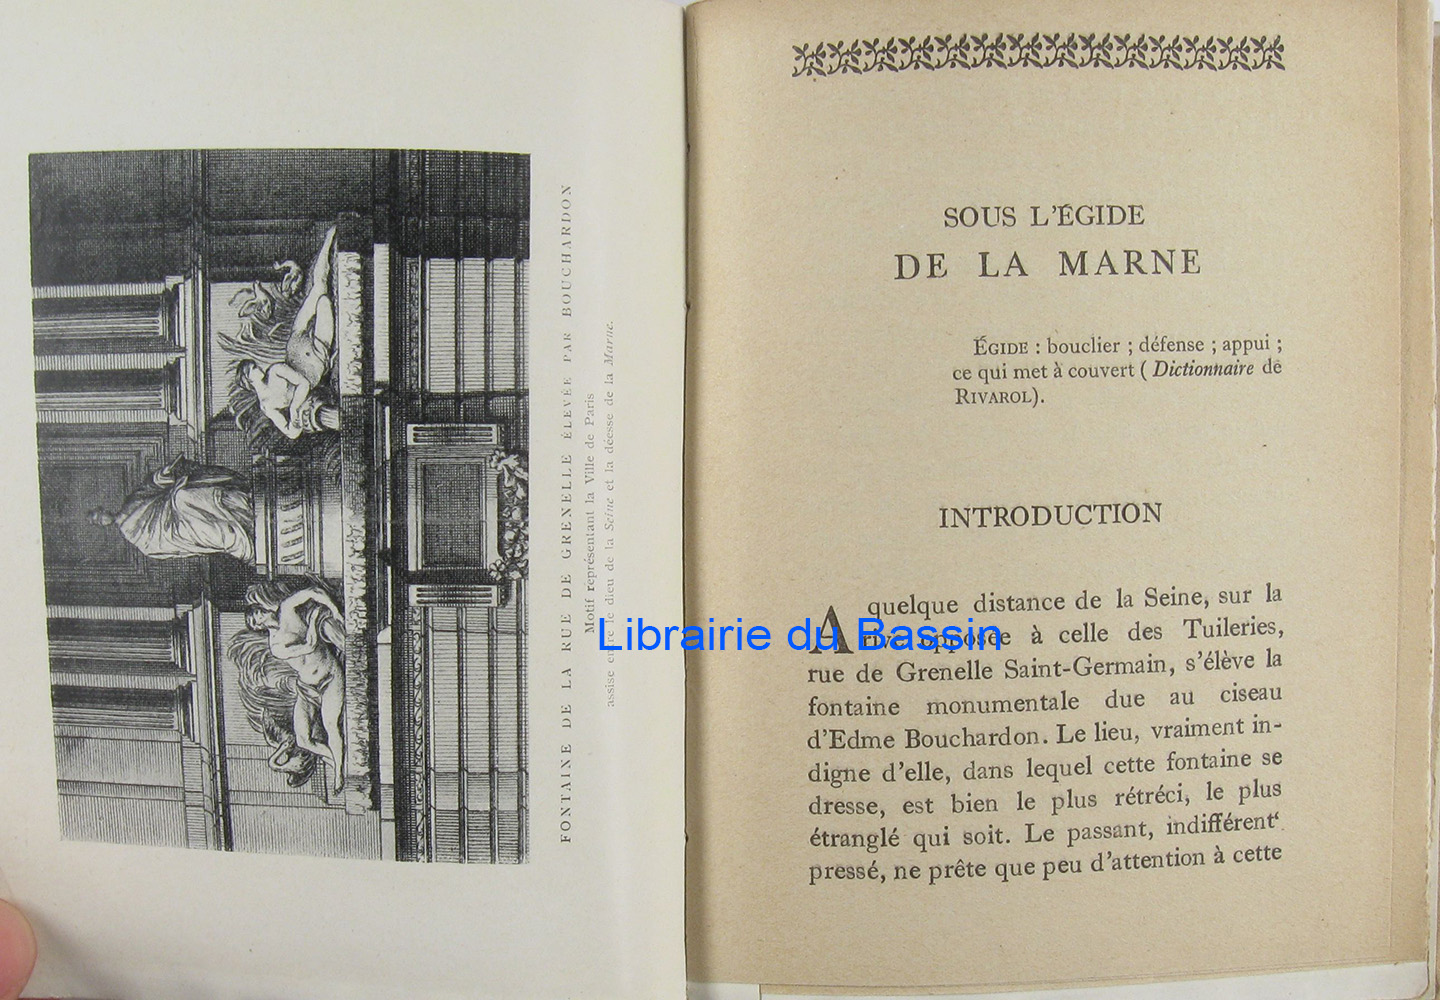 FONTAINE DE LA RUE DE GRENELLE ÉLEVÉE PAR BOUCHARDON
Motif représentant la Ville de Paris
assise entre le dieu de la Seine et la déesse de la Marne.
SOUS L'ÉGIDE
DE LA MARNE
ÉGIDE : bouclier ; défense ; appui ;
ce qui met à couvert ( Dictionnaire de
RIVAROL).
INTRODUCTION
A quelque distance de la Seine, sur la
rive opposée à celle des Tuileries,
rue de Grenelle Saint-Germain, s'élève la
fontaine monumentale due au ciseau
d'Edme Bouchardon. Le lieu, vraiment in-
digne d'elle, dans lequel cette fontaine se
dresse, est bien le plus rétréci, le plus
étranglé qui soit. Le passant, indifférent
pressé, ne prête que peu d'attention à cette
Librairie du Bassin